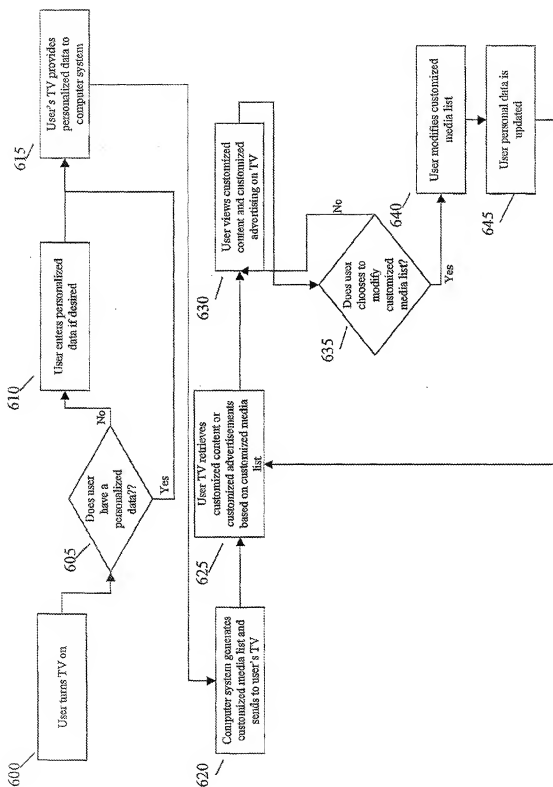 600
User turns TV on
605
Does user
have a
personalized
data??
No
Yes
610
User enters personalized
data if desired
615
User's TV provides
personalized data to
computer system
620
Computer system generates
customized media list and
sends to user's TV
625
User TV retrieves
customized content or
customized advertisements
based on customized media
list
630
User views customized
content and customized
advertising on TV
635
Does user
chooses to
modify
customized
media list?
No
Yes
640
User modifies customized
media list
645
User personal data is
updated